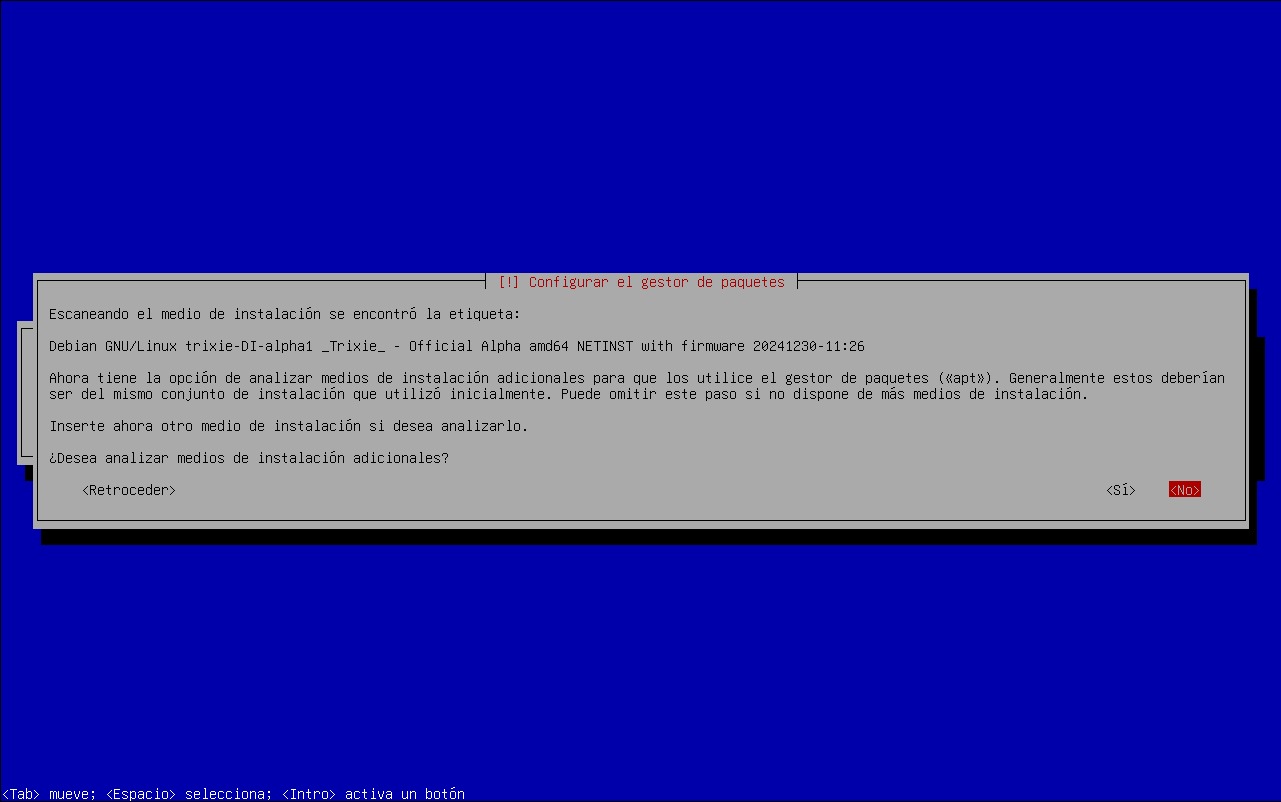 [!] Configurar el gestor de paquetes
Escaneando el medio de instalación se encontró la etiqueta:
Debian GNU/Linux trixie-DI-alpha1 _Trixie_ - Official Alpha amd64 NETINST with firmware 20241230-11:26
Ahora tiene la opción de analizar medios de instalación adicionales para que los utilice el gestor de paquetes («apt»). Generalmente estos deberían
ser del mismo conjunto de instalación que utilizó inicialmente. Puede omitir este paso si no dispone de más medios de instalación.
Inserte ahora otro medio de instalación si desea analizarlo.
¿Desea analizar medios de instalación adicionales?
<Retroceder> <Sí> <No>
<Tab> mueve; <Espacio> selecciona; <Intro> activa un botón